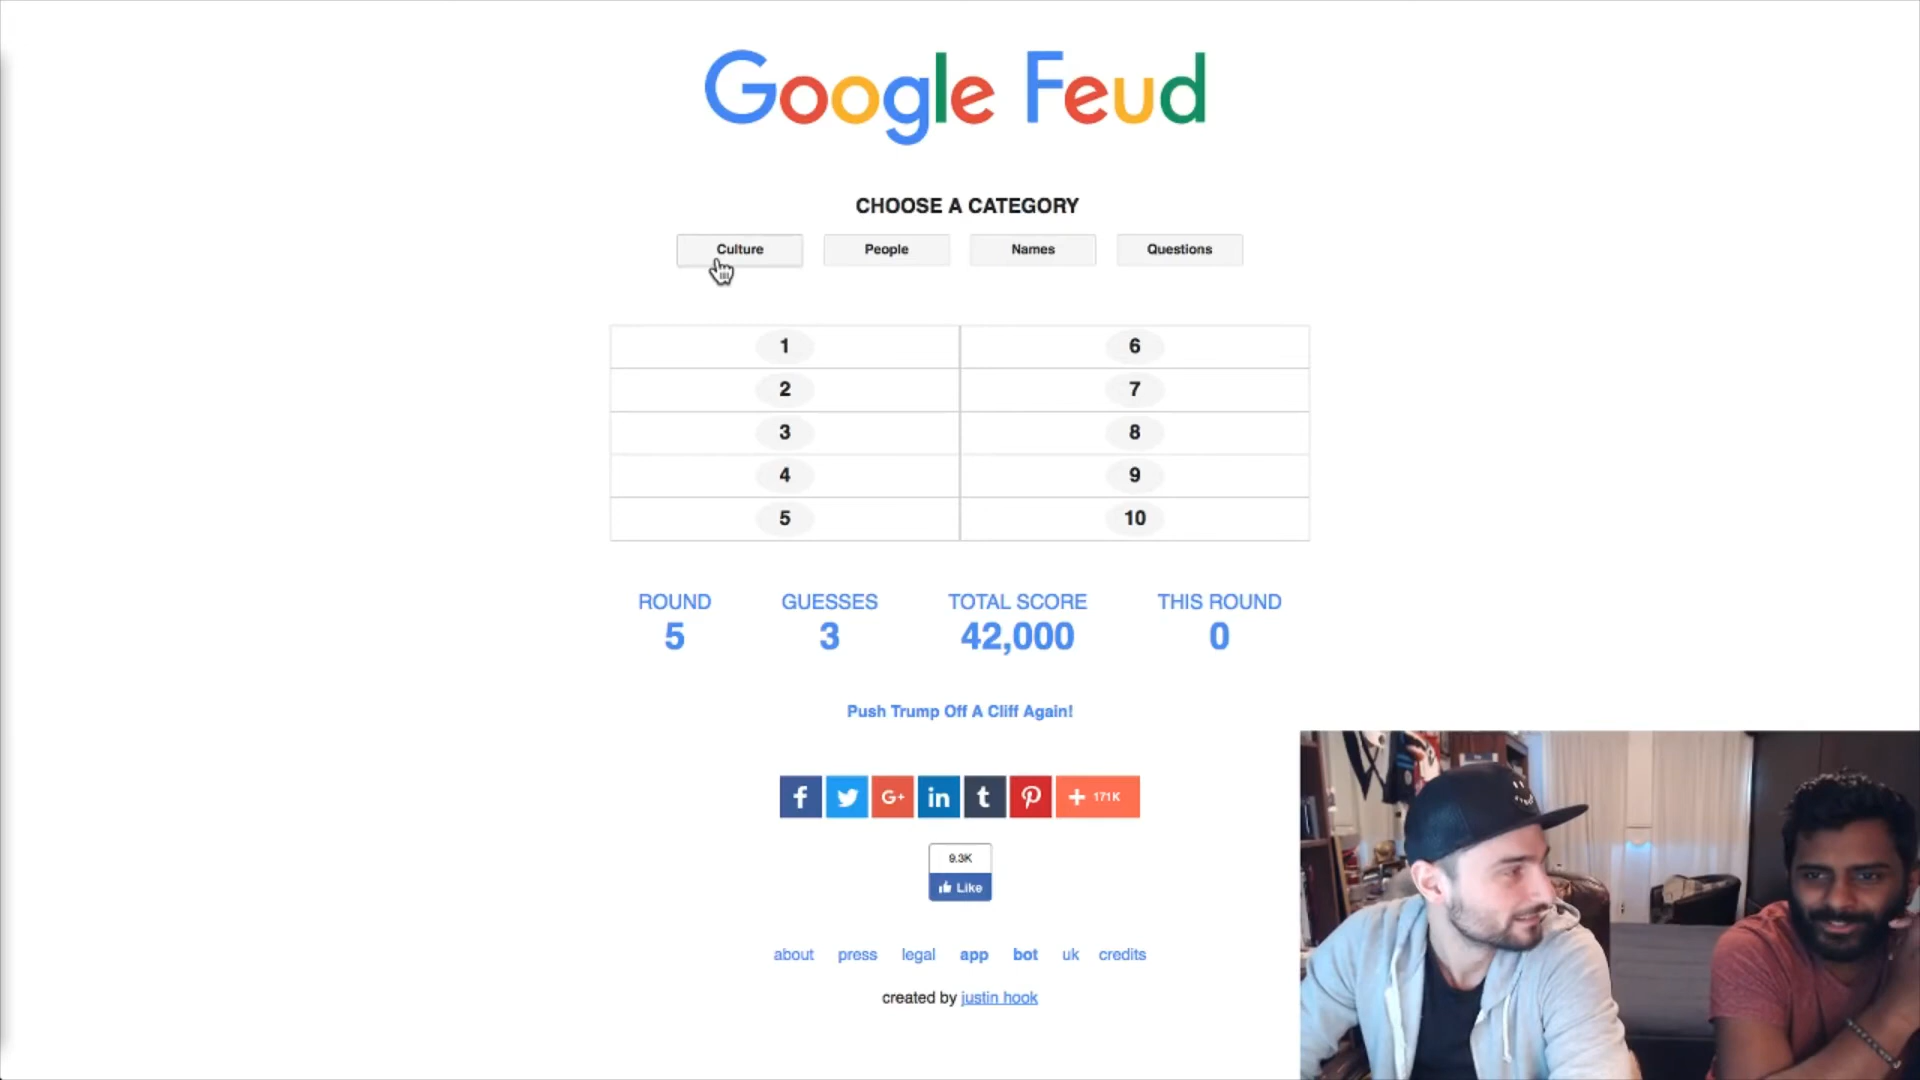 Google Feud
CHOOSE A CATEGORY
Culture People Names Questions
1 6
2 7
3 8
4 9
5 10
ROUND GUESSES TOTAL SCORE THIS ROUND
5 3 42,000 0
Push Trump Off A Cliff Again!
f G+ in t + 171K
9.3K
Like
about press legal app bot uk credits
created by justin hook